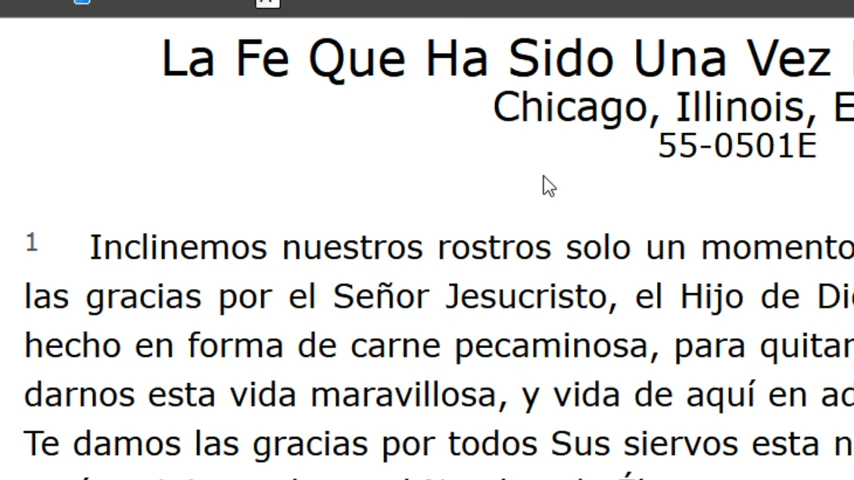 La Fe Que Ha Sido Una Vez
Chicago, Illinois, E
55-0501E
1 Inclinemos nuestros rostros solo un momento
las gracias por el Señor Jesucristo, el Hijo de Di
hecho en forma de carne pecaminosa, para quitar
darnos esta vida maravillosa, y vida de aquí en ad
Te damos las gracias por todos Sus siervos esta n